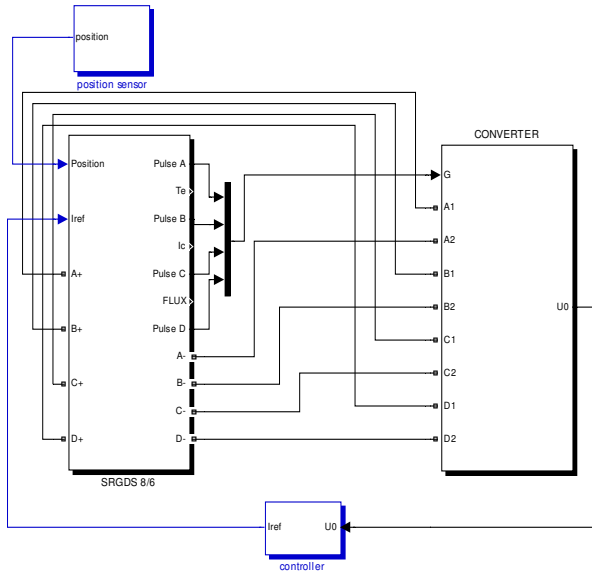 position
position sensor
CONVERTER
Position
Pulse A
Te
G
Iref
Pulse B
A1
Ic
A2
A+
Pulse C
B1
FLUX
B2
U0
B+
Pulse D
C1
A-
C+
B-
C2
C-
D1
D+
D-
D2
SRGDS 8/6
Iref
U0
controller